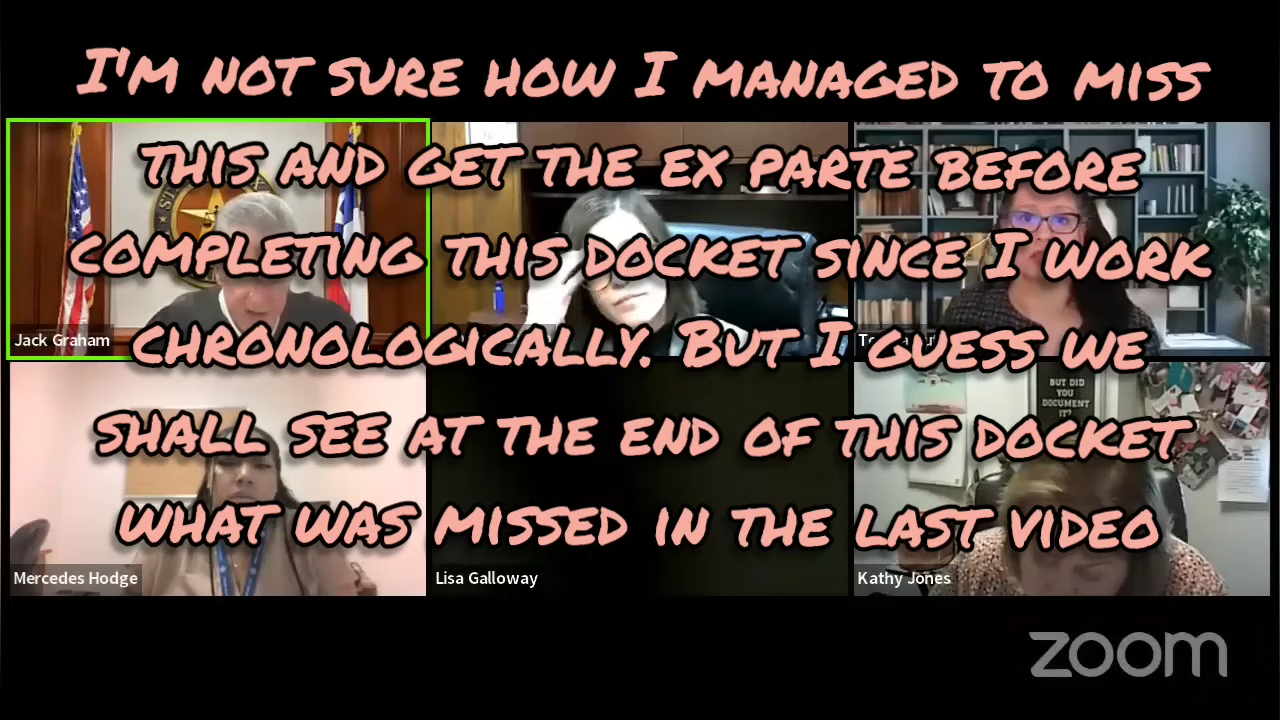 I'm not sure how I managed to miss
this and get the ex parte before
completing this docket since I work
chronologically. But I guess we
shall see at the end of this docket
what was missed in the last video
Jack Graham
Mercedes Hodge
Lisa Galloway
Kathy Jones
BUT DID
YOU
DOCUMENT
IT?
zoom